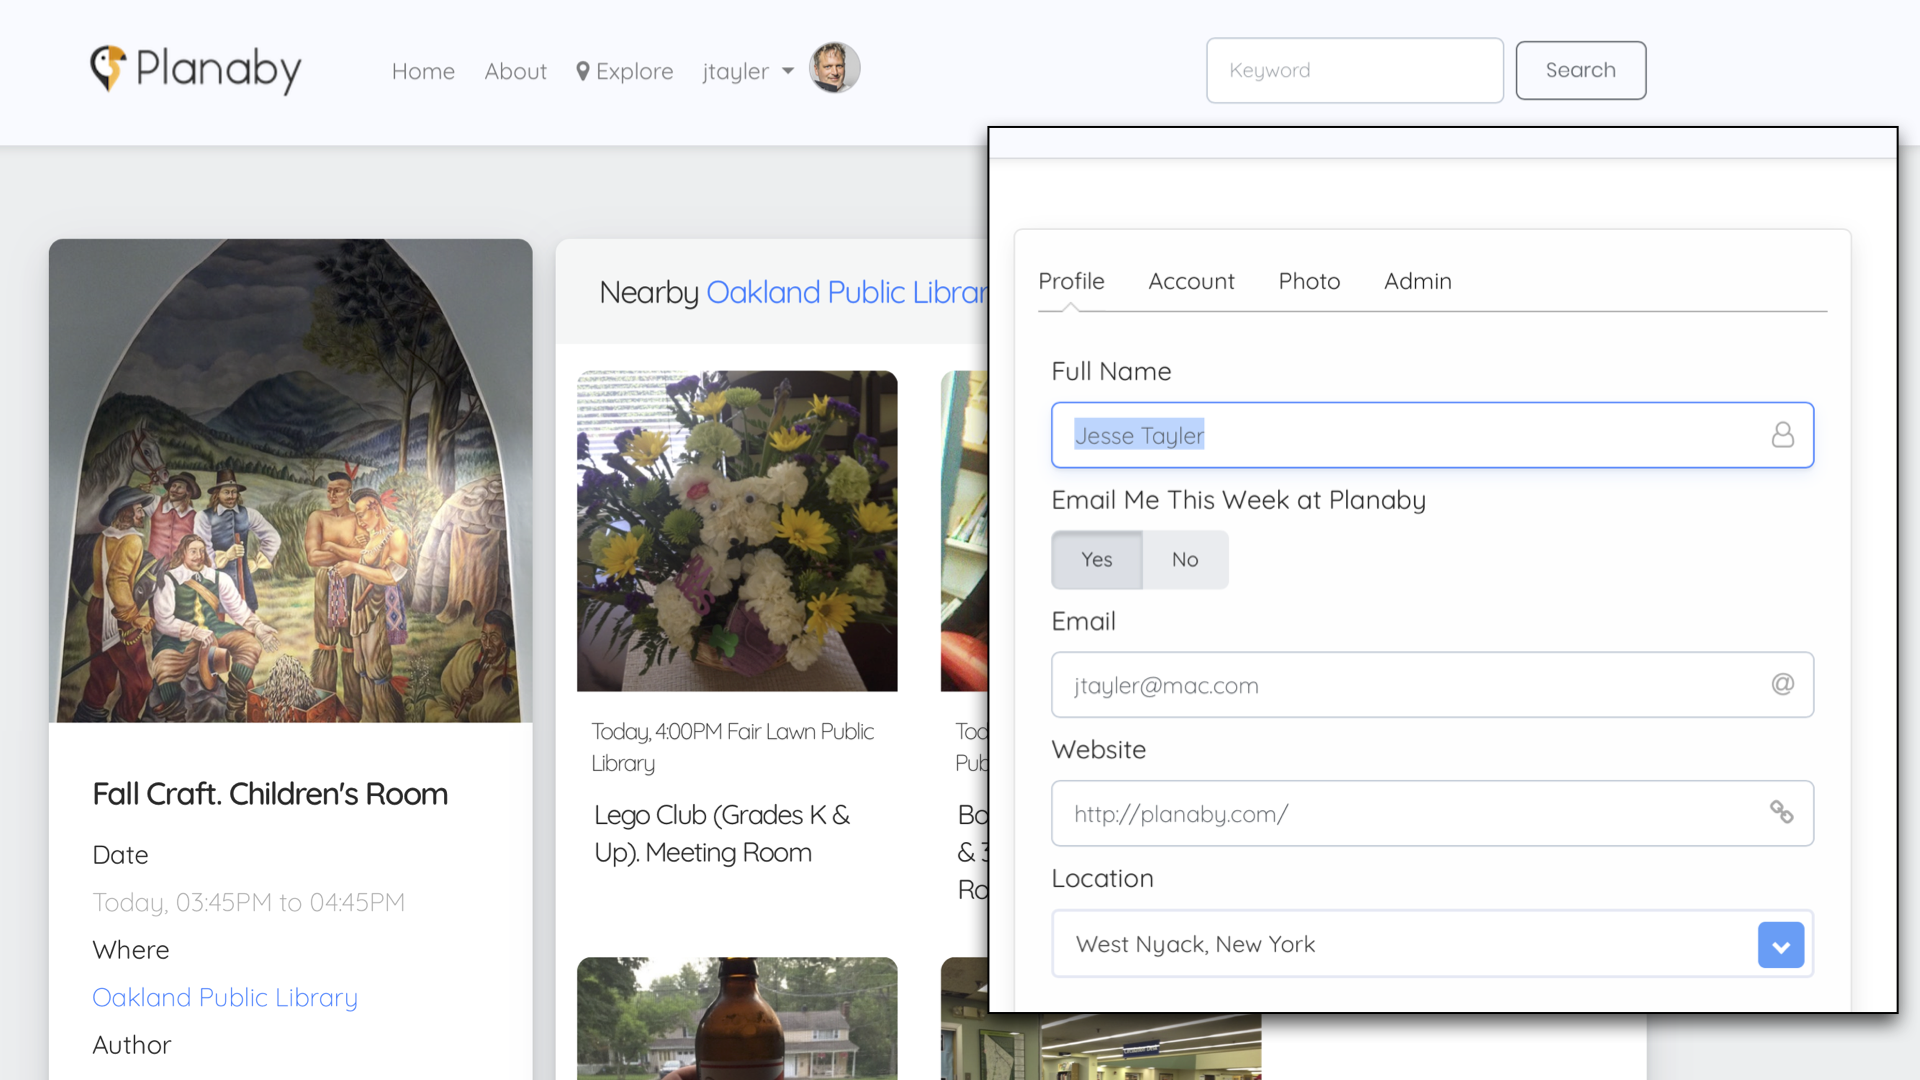 Planaby
Home
About
Explore
jtayler
Keyword
Search
Fall Craft. Children's Room
Date
Today, 03:45PM to 04:45PM
Where
Oakland Public Library
Author
Nearby Oakland Public Librar
Today, 4:00PM Fair Lawn Public
Library
Lego Club (Grades K &
Up). Meeting Room
Tod
Pub
Bo
& 3
Ro
Profile
Account
Photo
Admin
Full Name
Jesse Tayler
Email Me This Week at Planaby
Yes
No
Email
jtayler@mac.com
@
Website
http://planaby.com/
Location
West Nyack, New York